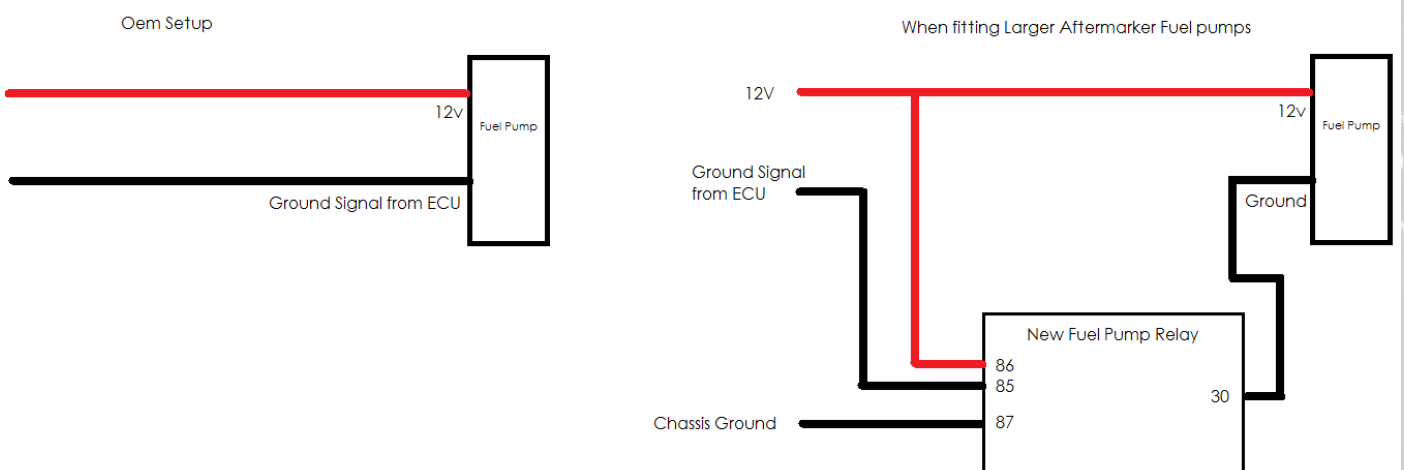 Oem Setup
12v
Fuel Pump
Ground Signal from ECU
When fitting Larger Aftermarker Fuel pumps
12V
12v
Fuel Pump
Ground Signal
from ECU
Ground
New Fuel Pump Relay
86
85
30
87
Chassis Ground